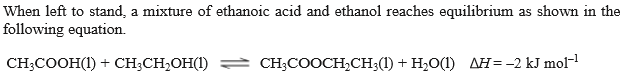 When left to stand, a mixture of ethanoic acid and ethanol reaches equilibrium as shown in the
following equation.
CH₃COOH(l) + CH₃CH₂OH(l) ⇌ CH₃COOCH₂CH₃(l) + H₂O(l) ΔH = −2 kJ mol⁻¹